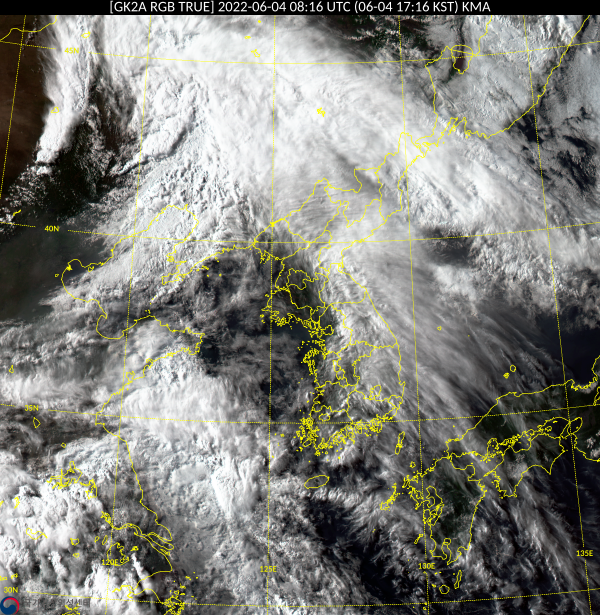 [GK2A RGB TRUE] 2022-06-04 08:16 UTC (06-04 17:16 KST) KMA
40N
35N
120E
125E
130E
135E
30N